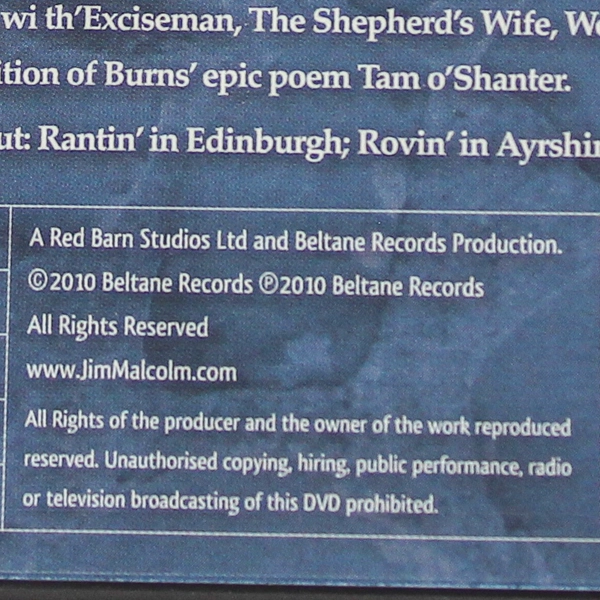 wi th'Exciseman, The Shepherd's Wife,
ition of Burns' epic poem Tam o'Shanter.
ut: Rantin' in Edinburgh; Rovin' in Ayrshir
A Red Barn Studios Ltd and Beltane Records Production.
©2010 Beltane Records ℗2010 Beltane Records
All Rights Reserved
www.JimMalcolm.com
All Rights of the producer and the owner of the work reproduced
reserved. Unauthorised copying, hiring, public performance, radio
or television broadcasting of this DVD prohibited.